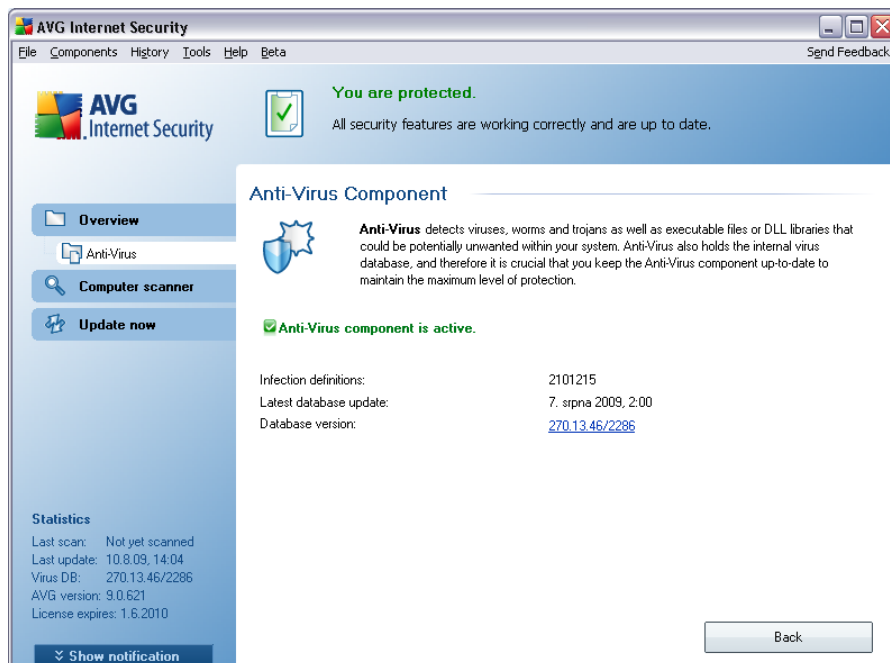 AVG Internet Security
File Components History Tools Help Beta Send Feedback
AVG
Internet Security
You are protected.
All security features are working correctly and are up to date.
Overview
Anti-Virus
Computer scanner
Update now
Anti-Virus Component
Anti-Virus detects viruses, worms and trojans as well as executable files or DLL libraries that
could be potentially unwanted within your system. Anti-Virus also holds the internal virus
database, and therefore it is crucial that you keep the Anti-Virus component up-to-date to
maintain the maximum level of protection.
Anti-Virus component is active.
Infection definitions: 2101215
Latest database update: 7. srpna 2009, 2:00
Database version: 270.13.46/2286
Statistics
Last scan: Not yet scanned
Last update: 10.8.09, 14:04
Virus DB: 270.13.46/2286
AVG version: 9.0.621
License expires: 1.6.2010
Show notification
Back